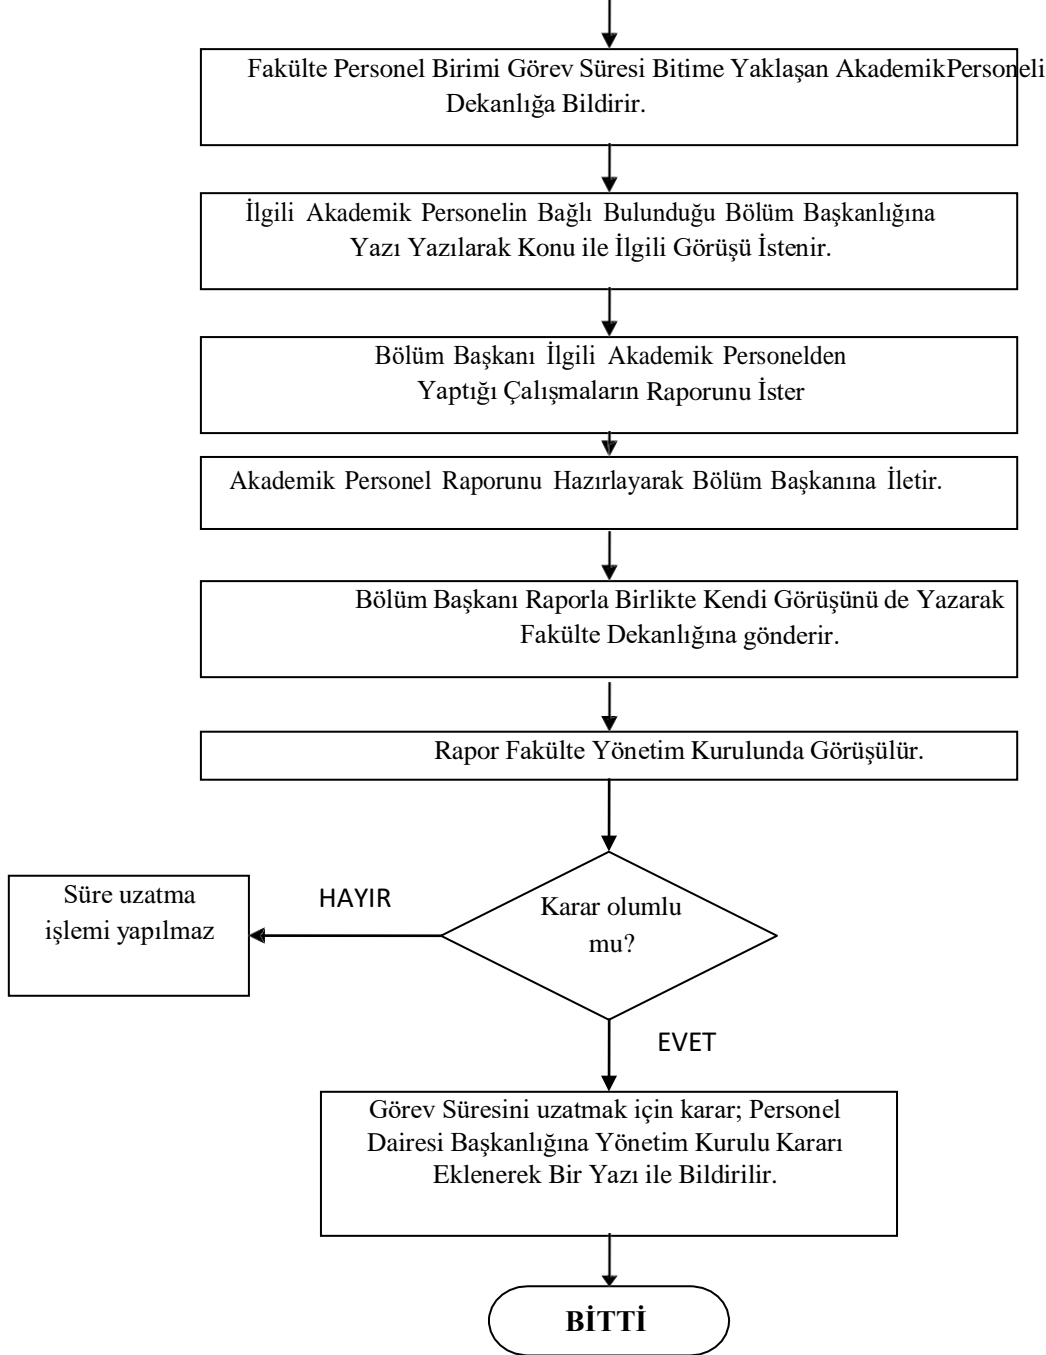 Fakülte Personel Birimi Görev Süresi Bitime Yaklaşan AkademikPersoneli
Dekanlığa Bildirir.
İlgili Akademik Personelin Bağlı Bulunduğu Bölüm Başkanlığına
Yazı Yazılarak Konu ile İlgili Görüşü İstenir.
Bölüm Başkanı İlgili Akademik Personelden
Yaptığı Çalışmaların Raporunu İster
Akademik Personel Raporunu Hazırlayarak Bölüm Başkanına İletir.
Bölüm Başkanı Raporla Birlikte Kendi Görüşünü de Yazarak
Fakülte Dekanlığına gönderir.
Rapor Fakülte Yönetim Kurulunda Görüşülür.
Karar olumlu
mu?
HAYIR
Süre uzatma
işlemi yapılmaz
EVET
Görev Süresini uzatmak için karar; Personel
Dairesi Başkanlığına Yönetim Kurulu Kararı
Eklenerek Bir Yazı ile Bildirilir.
BİTTİ